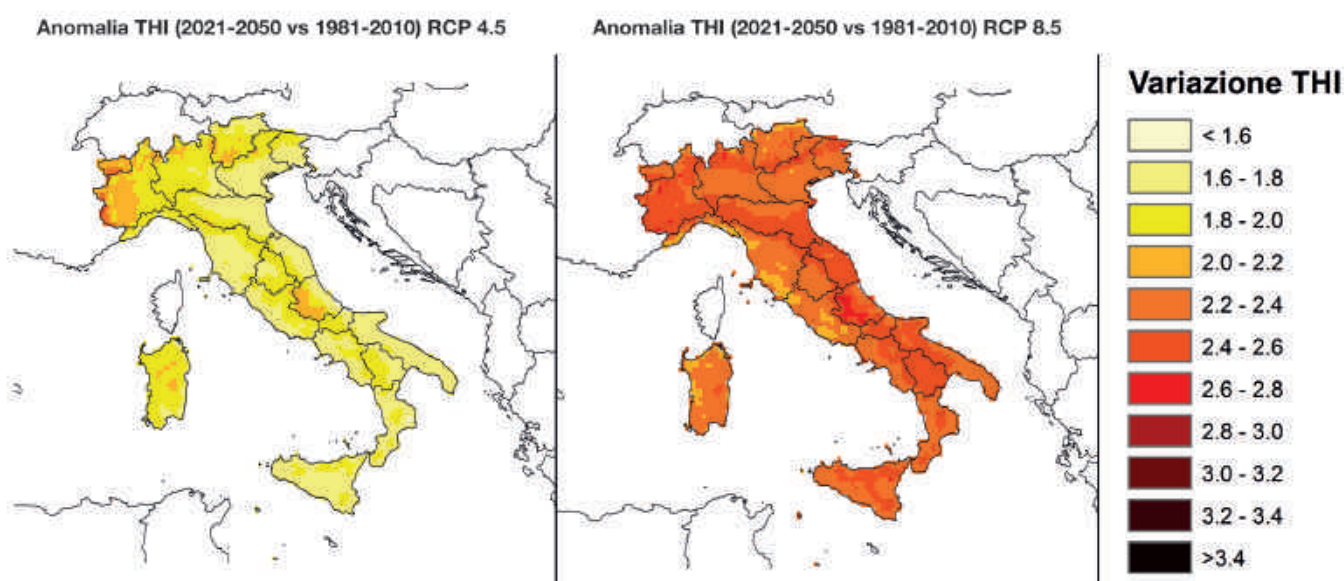 Anomalia THI (2021-2050 vs 1981-2010) RCP 4.5
Anomalia THI (2021-2050 vs 1981-2010) RCP 8.5
Variazione THI
< 1.6
1.6 - 1.8
1.8 - 2.0
2.0 - 2.2
2.2 - 2.4
2.4 - 2.6
2.6 - 2.8
2.8 - 3.0
3.0 - 3.2
3.2 - 3.4
>3.4